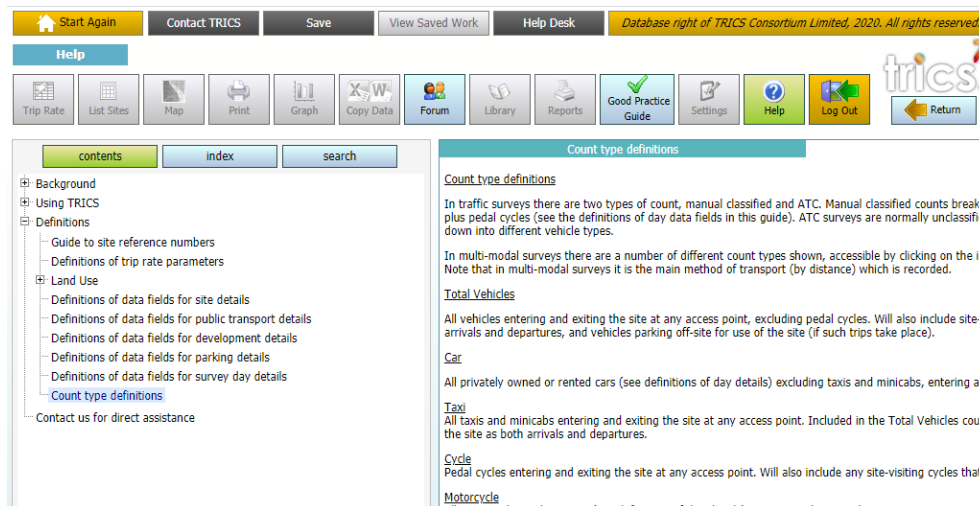 Start Again
Contact TRICS
Save
View Saved Work
Help Desk
Database right of TRICS Consortium Limited, 2020. All rights reserved.
Help
trics
Trip Rate
List Sites
Map
Print
Graph
Copy Data
Forum
Library
Reports
Good Practice
Guide
Settings
Help
Log Out
Return
contents
index
search
Background
Using TRICS
Definitions
Guide to site reference numbers
Definitions of trip rate parameters
Land Use
Definitions of data fields for site details
Definitions of data fields for public transport details
Definitions of data fields for development details
Definitions of data fields for parking details
Definitions of data fields for survey day details
Count type definitions
Contact us for direct assistance
Count type definitions
Count type definitions
In traffic surveys there are two types of count, manual classified and ATC. Manual classified counts break
plus pedal cycles (see the definitions of day data fields in this guide). ATC surveys are normally unclassifi
down into different vehicle types.
In multi-modal surveys there are a number of different count types shown, accessible by clicking on the i
Note that in multi-modal surveys it is the main method of transport (by distance) which is recorded.
Total Vehicles
All vehicles entering and exiting the site at any access point, excluding pedal cycles. Will also include site-
arrivals and departures, and vehicles parking off-site for use of the site (if such trips take place).
Car
All privately owned or rented cars (see definitions of day details) excluding taxis and minicabs, entering a
Taxi
All taxis and minicabs entering and exiting the site at any access point. Included in the Total Vehicles cou
the site as both arrivals and departures.
Cycle
Pedal cycles entering and exiting the site at any access point. Will also include any site-visiting cycles that
Motorcycle